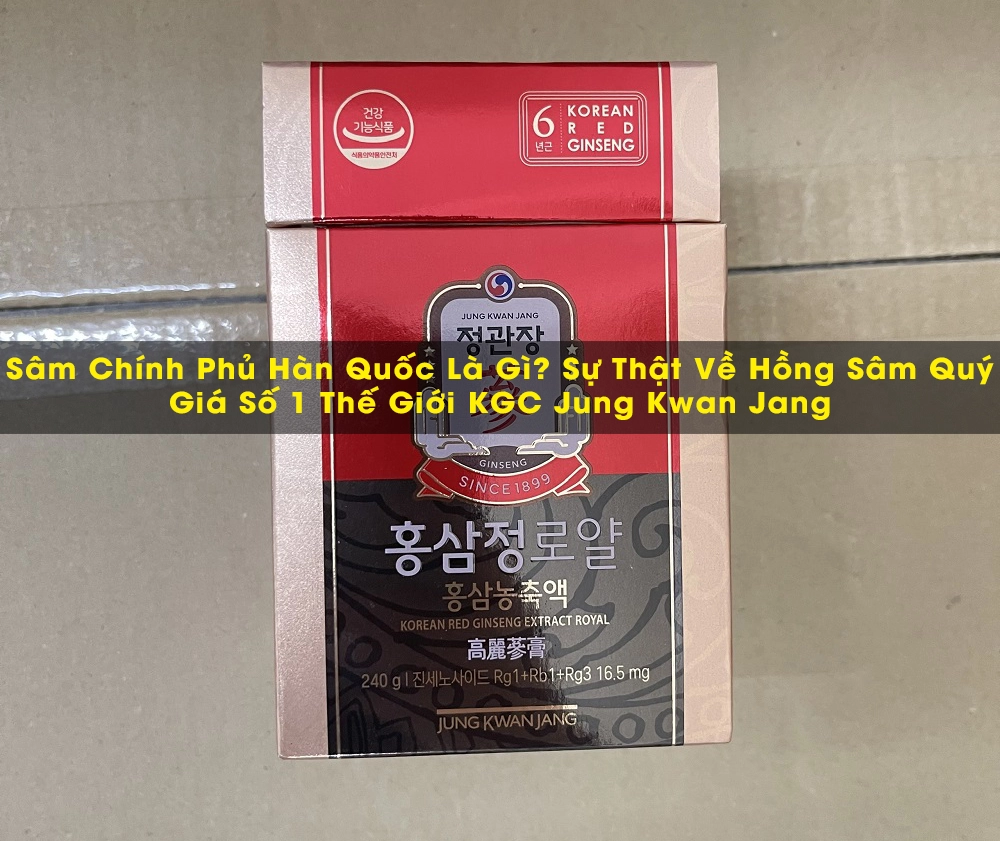 건강
기능식품
식품의약품안전처
6
년근
KOREAN
RED
GINSENG
JUNG KWAN JANG
정관장
Sâm Chính Phủ Hàn Quốc Là Gì? Sự Thật Về Hồng Sâm Quý
Giá Số 1 Thế Giới KGC Jung Kwan Jang
蔘
GINSENG
SINCE 1899
홍삼정로얄
홍삼농축액
KOREAN RED GINSENG EXTRACT ROYAL
高麗蔘膏
240 g | 진세노사이드 Rg1+Rb1+Rg3 16.5 mg
JUNG KWAN JANG